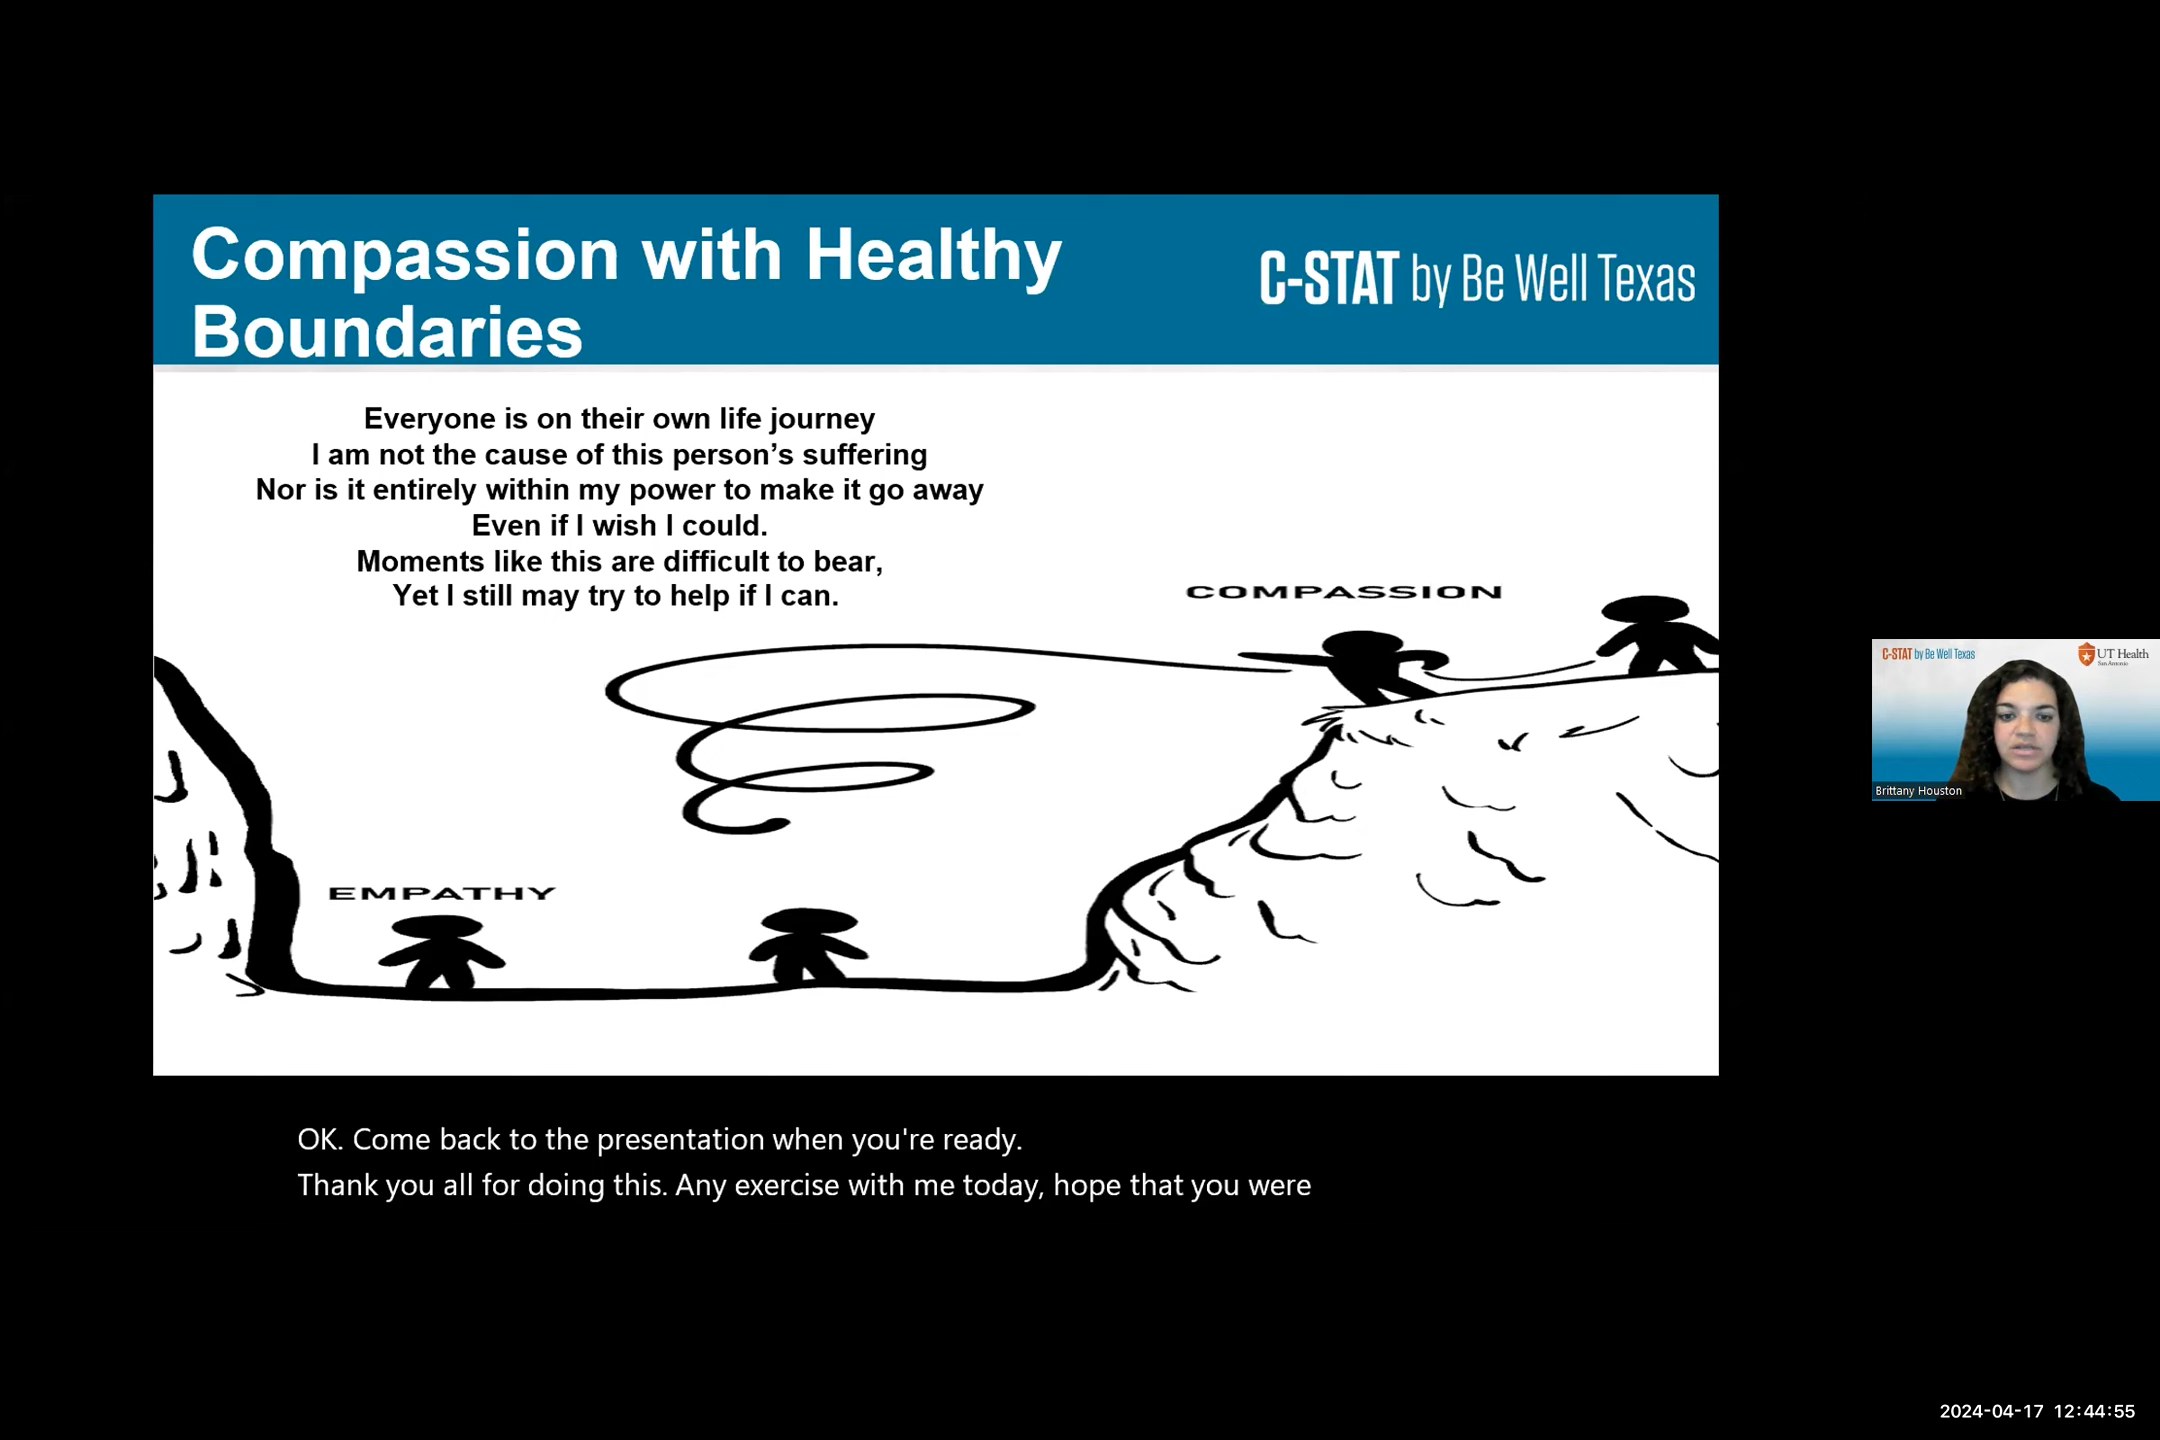 Compassion with Healthy
Boundaries
C-STAT by Be Well Texas
Everyone is on their own life journey
I am not the cause of this person’s suffering
Nor is it entirely within my power to make it go away
Even if I wish I could.
Moments like this are difficult to bear,
Yet I still may try to help if I can.
COMPASSION
EMPATHY
C-STAT by Be Well Texas
UT Health
San Antonio
Brittany Houston
OK. Come back to the presentation when you're ready.
Thank you all for doing this. Any exercise with me today, hope that you were
2024-04-17 12:44:55